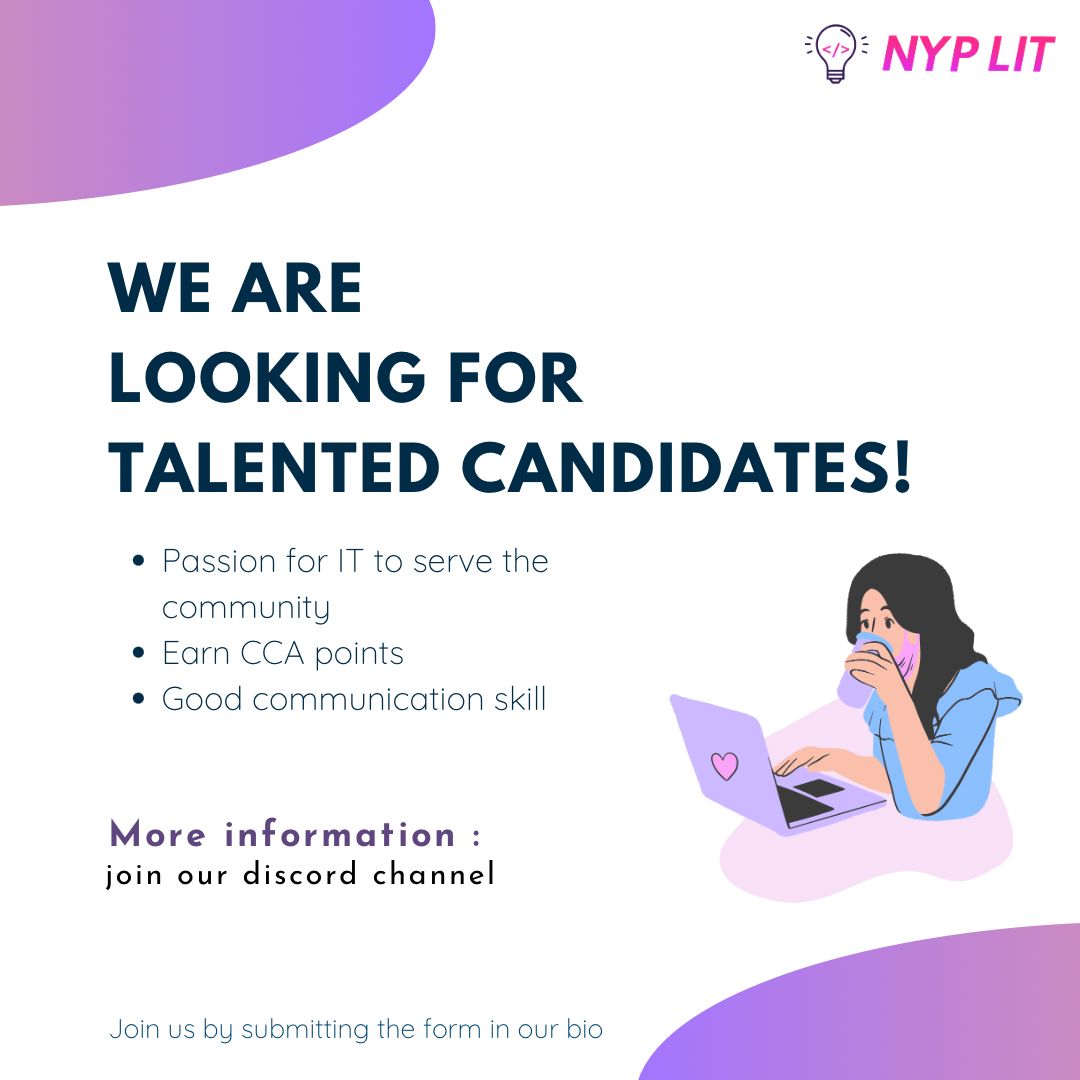 </> NYP LIT
WE ARE
LOOKING FOR
TALENTED CANDIDATES!
• Passion for IT to serve the
community
• Earn CCA points
• Good communication skill
More information :
join our discord channel
Join us by submitting the form in our bio